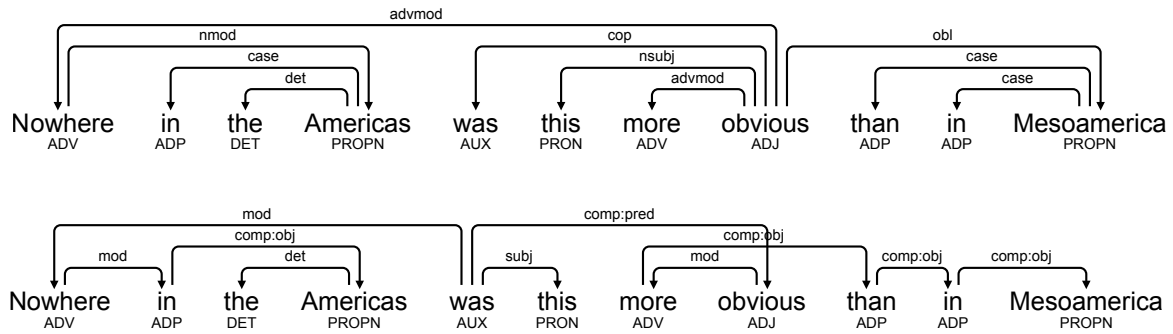 advmod
nmod cop obl
case nsubj case
det advmod case
Nowhere in the Americas was this more obvious than in Mesoamerica
ADV ADP DET PROPN AUX PRON ADV ADJ ADP ADP PROPN
mod comp:pred
comp:obj comp:obj
mod det subj mod comp:obj comp:obj
Nowhere in the Americas was this more obvious than in Mesoamerica
ADV ADP DET PROPN AUX PRON ADV ADJ ADP ADP PROPN